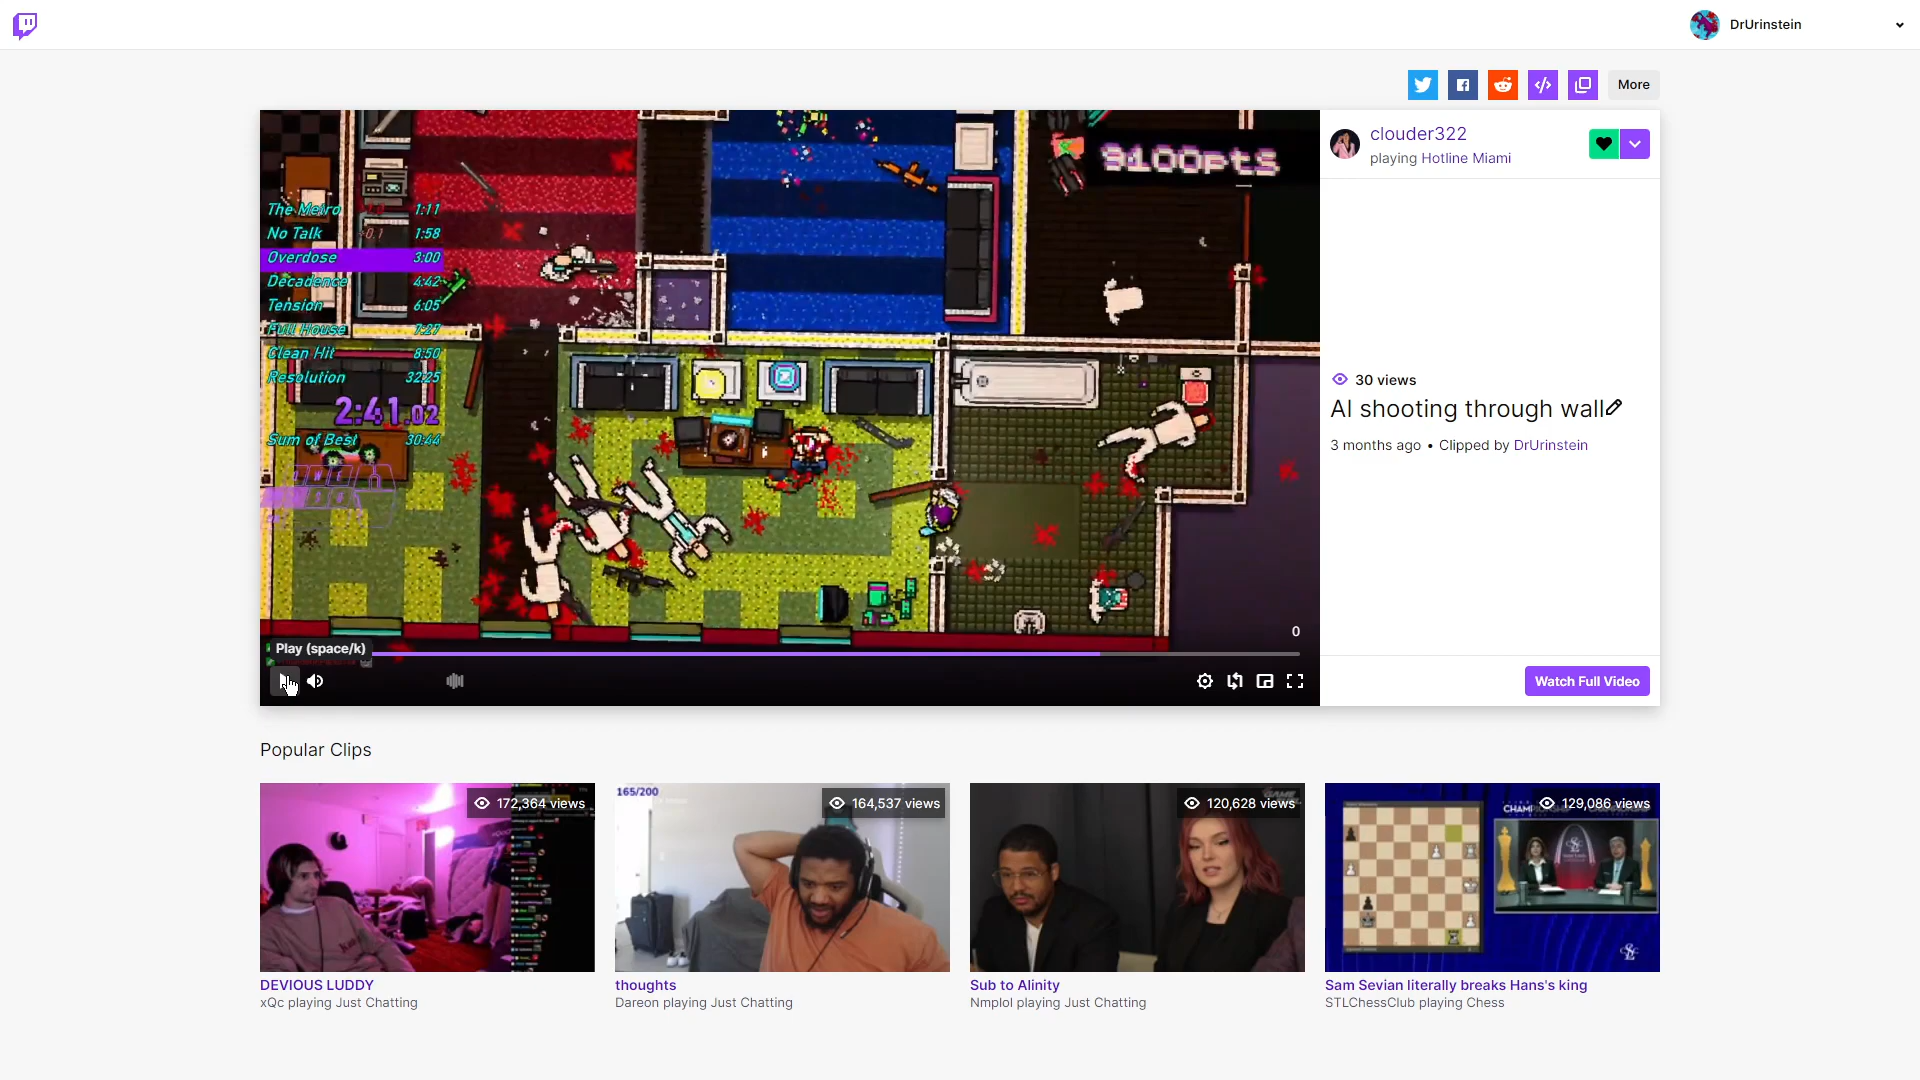 DrUrinstein
More
clouder322
playing Hotline Miami
9100pts
The Metro 1:11
No Talk -0.1 1:58
Overdose 3:00
Decadence 4:42
Tension 6:05
Full House 7:27
Clean Hit 8:50
Resolution 32:25
2:41.02
Sum of Best 30:44
30 views
AI shooting through wall
3 months ago • Clipped by DrUrinstein
0
Play (space/k)
Watch Full Video
Popular Clips
172,364 views
165/200
164,537 views
120,628 views
129,086 views
DEVIOUS LUDDY
xQc playing Just Chatting
thoughts
Dareon playing Just Chatting
Sub to Alinity
Nmplol playing Just Chatting
Sam Sevian literally breaks Hans's king
STLChessClub playing Chess